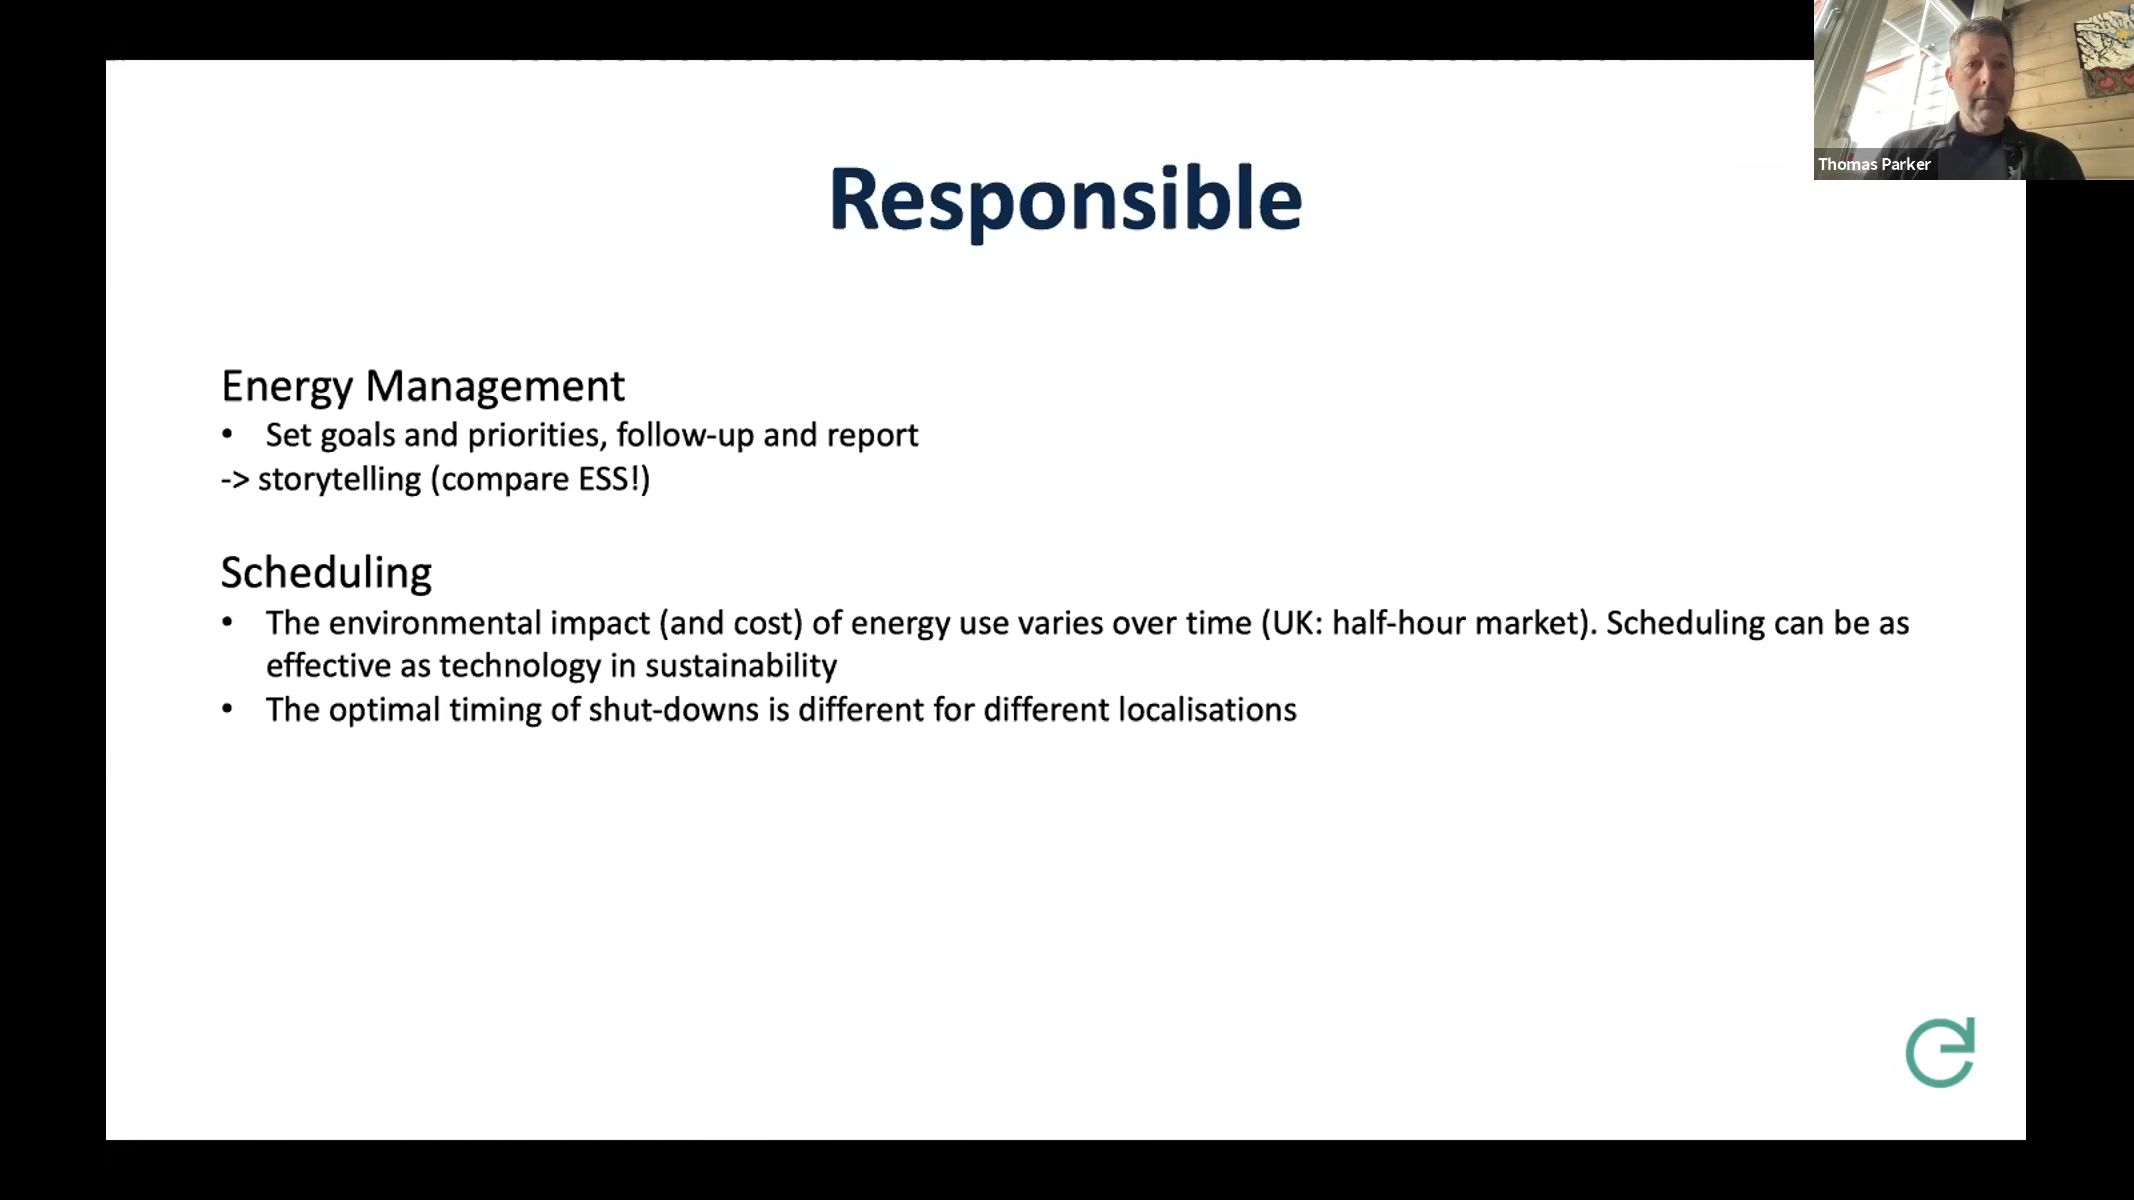 Responsible
Thomas Parker
Energy Management
• Set goals and priorities, follow-up and report
-> storytelling (compare ESS!)
Scheduling
• The environmental impact (and cost) of energy use varies over time (UK: half-hour market). Scheduling can be as
effective as technology in sustainability
• The optimal timing of shut-downs is different for different localisations